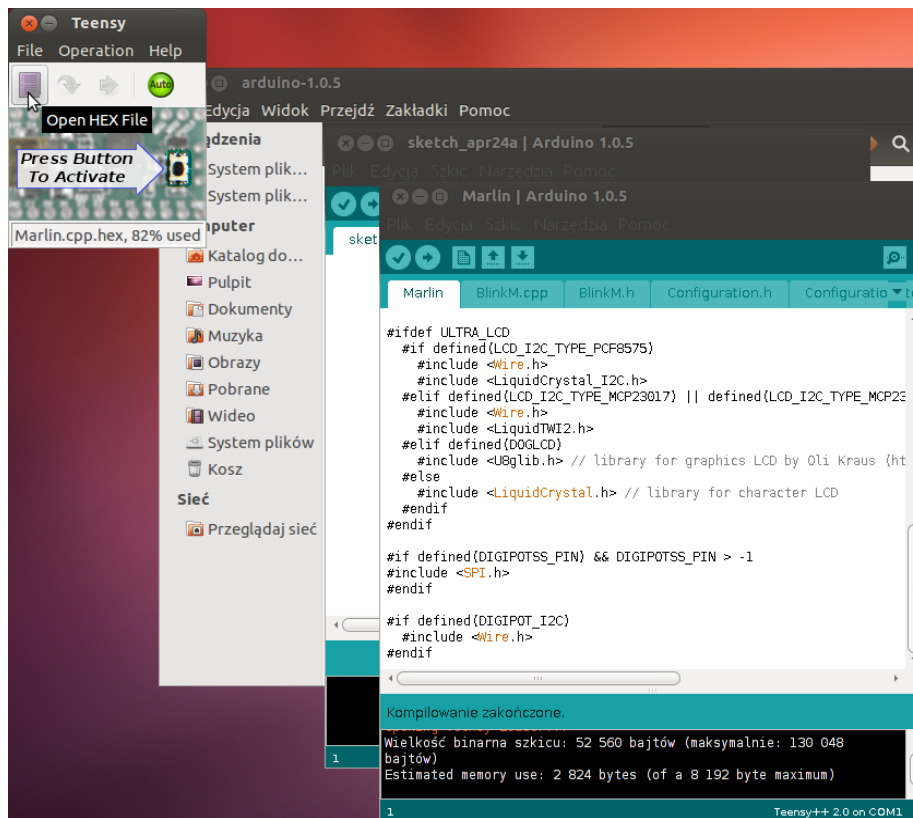 Teensy
File Operation Help
Auto
Open HEX File
Press Button
To Activate
Marlin.cpp.hex, 82% used
arduino-1.0.5
Edycja Widok Przejdź Zakładki Pomoc
ądzenia
System plik...
System plik...
puter
Katalog do...
Pulpit
Dokumenty
Muzyka
Obrazy
Pobrane
Wideo
System plików
Kosz
Sieć
Przeglądaj sieć
sketch_apr24a | Arduino 1.0.5
Plik Edycja Szkic Narzędzia Pomoc
sket
1
Marlin | Arduino 1.0.5
Plik Edycja Szkic Narzędzia Pomoc
Marlin BlinkM.cpp BlinkM.h Configuration.h Configuratio
#ifdef ULTRA_LCD
#if defined(LCD_I2C_TYPE_PCF8575)
#include <Wire.h>
#include <LiquidCrystal_I2C.h>
#elif defined(LCD_I2C_TYPE_MCP23017) || defined(LCD_I2C_TYPE_MCP23
#include <Wire.h>
#include <LiquidTWI2.h>
#elif defined(DOGLCD)
#include <U8glib.h> // library for graphics LCD by Oli Kraus (ht
#else
#include <LiquidCrystal.h> // library for character LCD
#endif
#endif
#if defined(DIGIPOTSS_PIN) && DIGIPOTSS_PIN > -1
#include <SPI.h>
#endif
#if defined(DIGIPOT_I2C)
#include <Wire.h>
#endif
Kompilowanie zakończone.
Wielkość binarna szkicu: 52 560 bajtów (maksymalnie: 130 048
bajtów)
Estimated memory use: 2 824 bytes (of a 8 192 byte maximum)
1 Teensy++ 2.0 on COM1